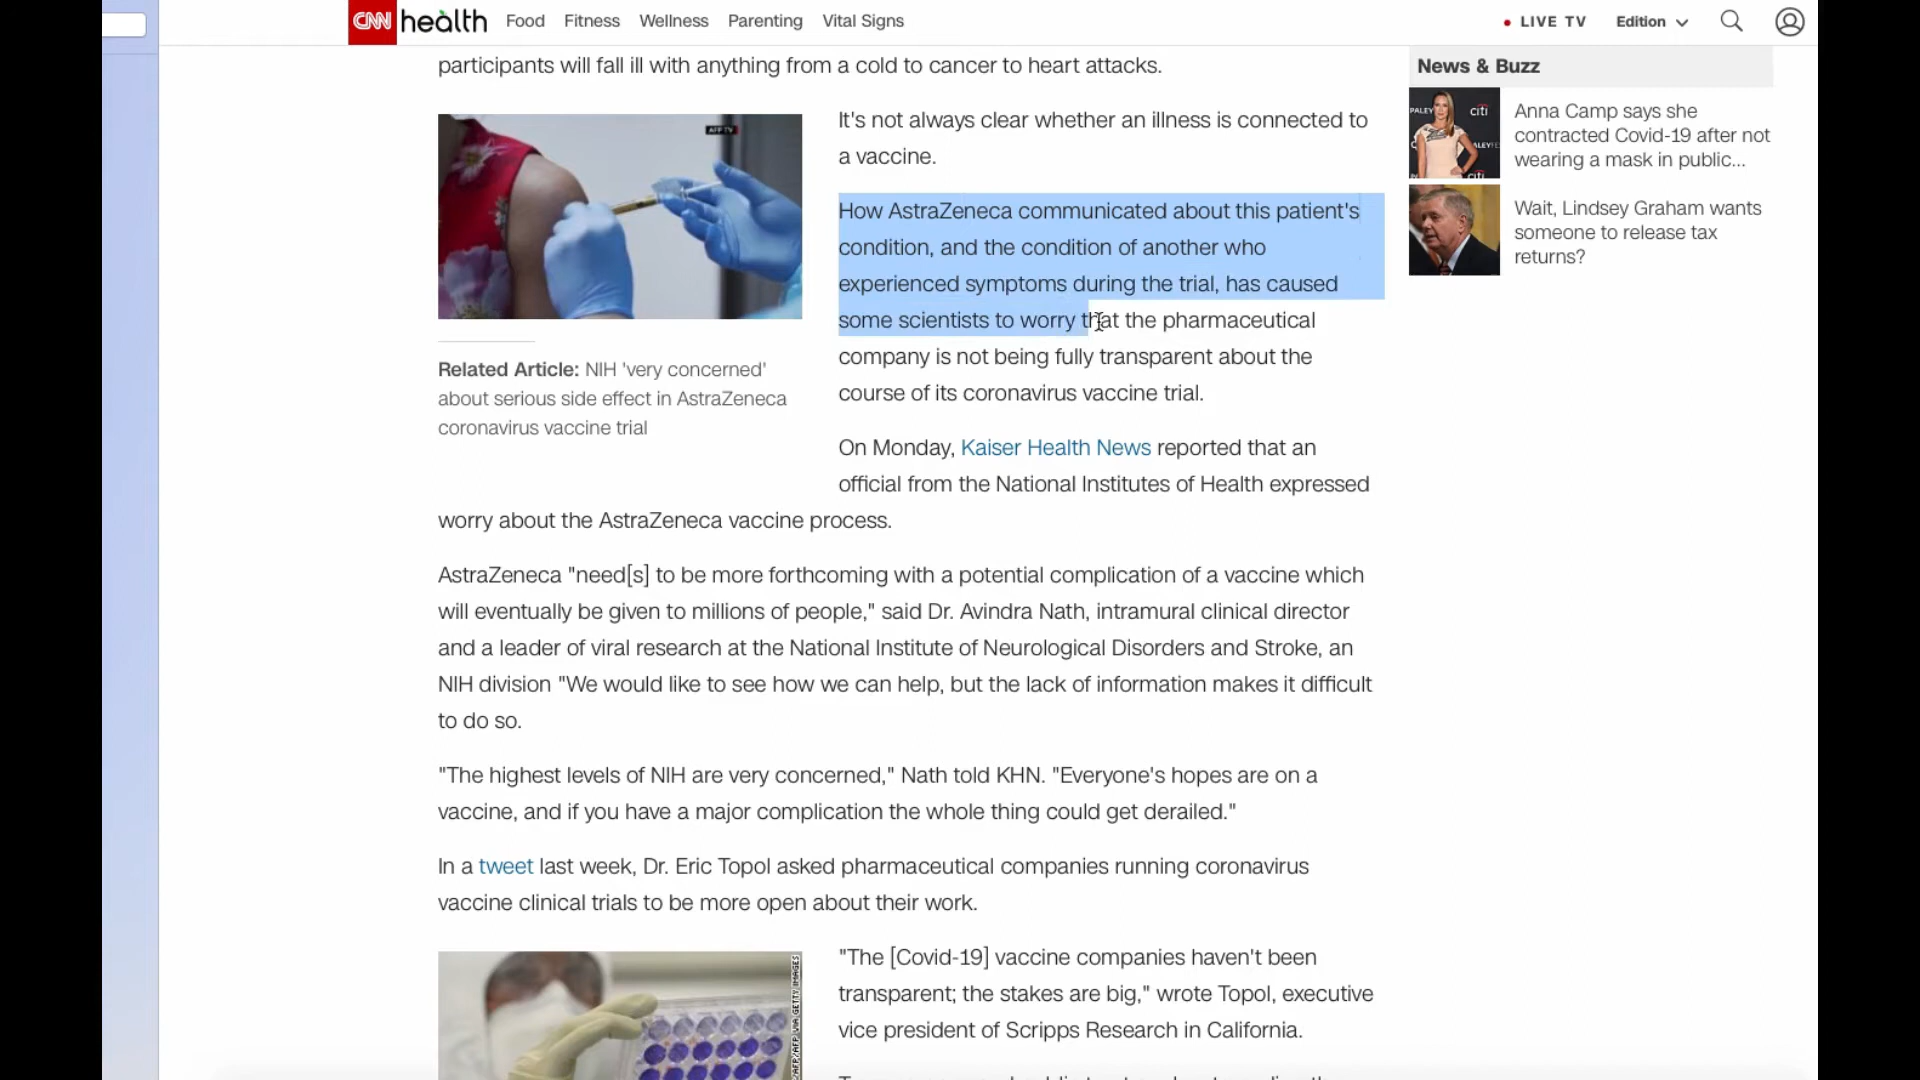 CNN health Food Fitness Wellness Parenting Vital Signs LIVE TV Edition
participants will fall ill with anything from a cold to cancer to heart attacks.
AFP TV
It's not always clear whether an illness is connected to
a vaccine.
How AstraZeneca communicated about this patient's
condition, and the condition of another who
experienced symptoms during the trial, has caused
some scientists to worry that the pharmaceutical
company is not being fully transparent about the
course of its coronavirus vaccine trial.
Related Article: NIH 'very concerned'
about serious side effect in AstraZeneca
coronavirus vaccine trial
On Monday, Kaiser Health News reported that an
official from the National Institutes of Health expressed
worry about the AstraZeneca vaccine process.
AstraZeneca "need[s] to be more forthcoming with a potential complication of a vaccine which
will eventually be given to millions of people," said Dr. Avindra Nath, intramural clinical director
and a leader of viral research at the National Institute of Neurological Disorders and Stroke, an
NIH division "We would like to see how we can help, but the lack of information makes it difficult
to do so.
"The highest levels of NIH are very concerned," Nath told KHN. "Everyone's hopes are on a
vaccine, and if you have a major complication the whole thing could get derailed."
In a tweet last week, Dr. Eric Topol asked pharmaceutical companies running coronavirus
vaccine clinical trials to be more open about their work.
"The [Covid-19] vaccine companies haven't been
transparent; the stakes are big," wrote Topol, executive
vice president of Scripps Research in California.
/AFP/AFP VIA GETTY IMAGES
News & Buzz
PALEY citi
citi
Anna Camp says she
contracted Covid-19 after not
wearing a mask in public...
Wait, Lindsey Graham wants
someone to release tax
returns?